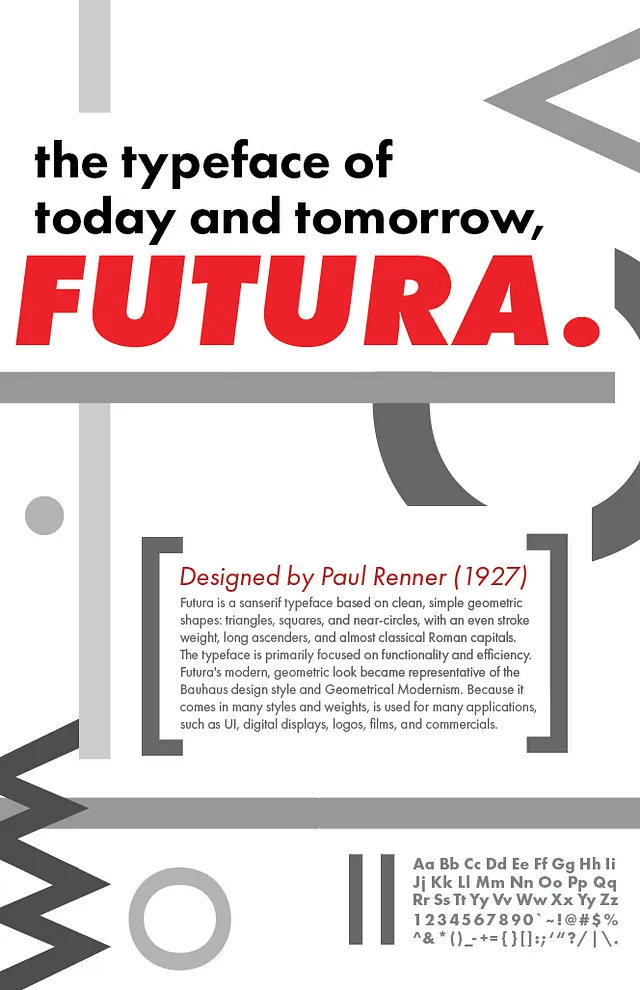 the typeface of
today and tomorrow,
FUTURA.
Designed by Paul Renner (1927)
Futura is a sanserif typeface based on clean, simple geometric
shapes: triangles, squares, and near-circles, with an even stroke
weight, long ascenders, and almost classical Roman capitals.
The typeface is primarily focused on functionality and efficiency.
Futura's modern, geometric look became representative of the
Bauhaus design style and Geometrical Modernism. Because it
comes in many styles and weights, is used for many applications,
such as UI, digital displays, logos, films, and commercials.
Aa Bb Cc Dd Ee Ff Gg Hh Ii
Jj Kk Ll Mm Nn Oo Pp Qq
Rr Ss Tt Yy Vv Ww Xx Yy Zz
1234567890`~!@#$%
^&*()_-+={}[]:;‘“?/|\.